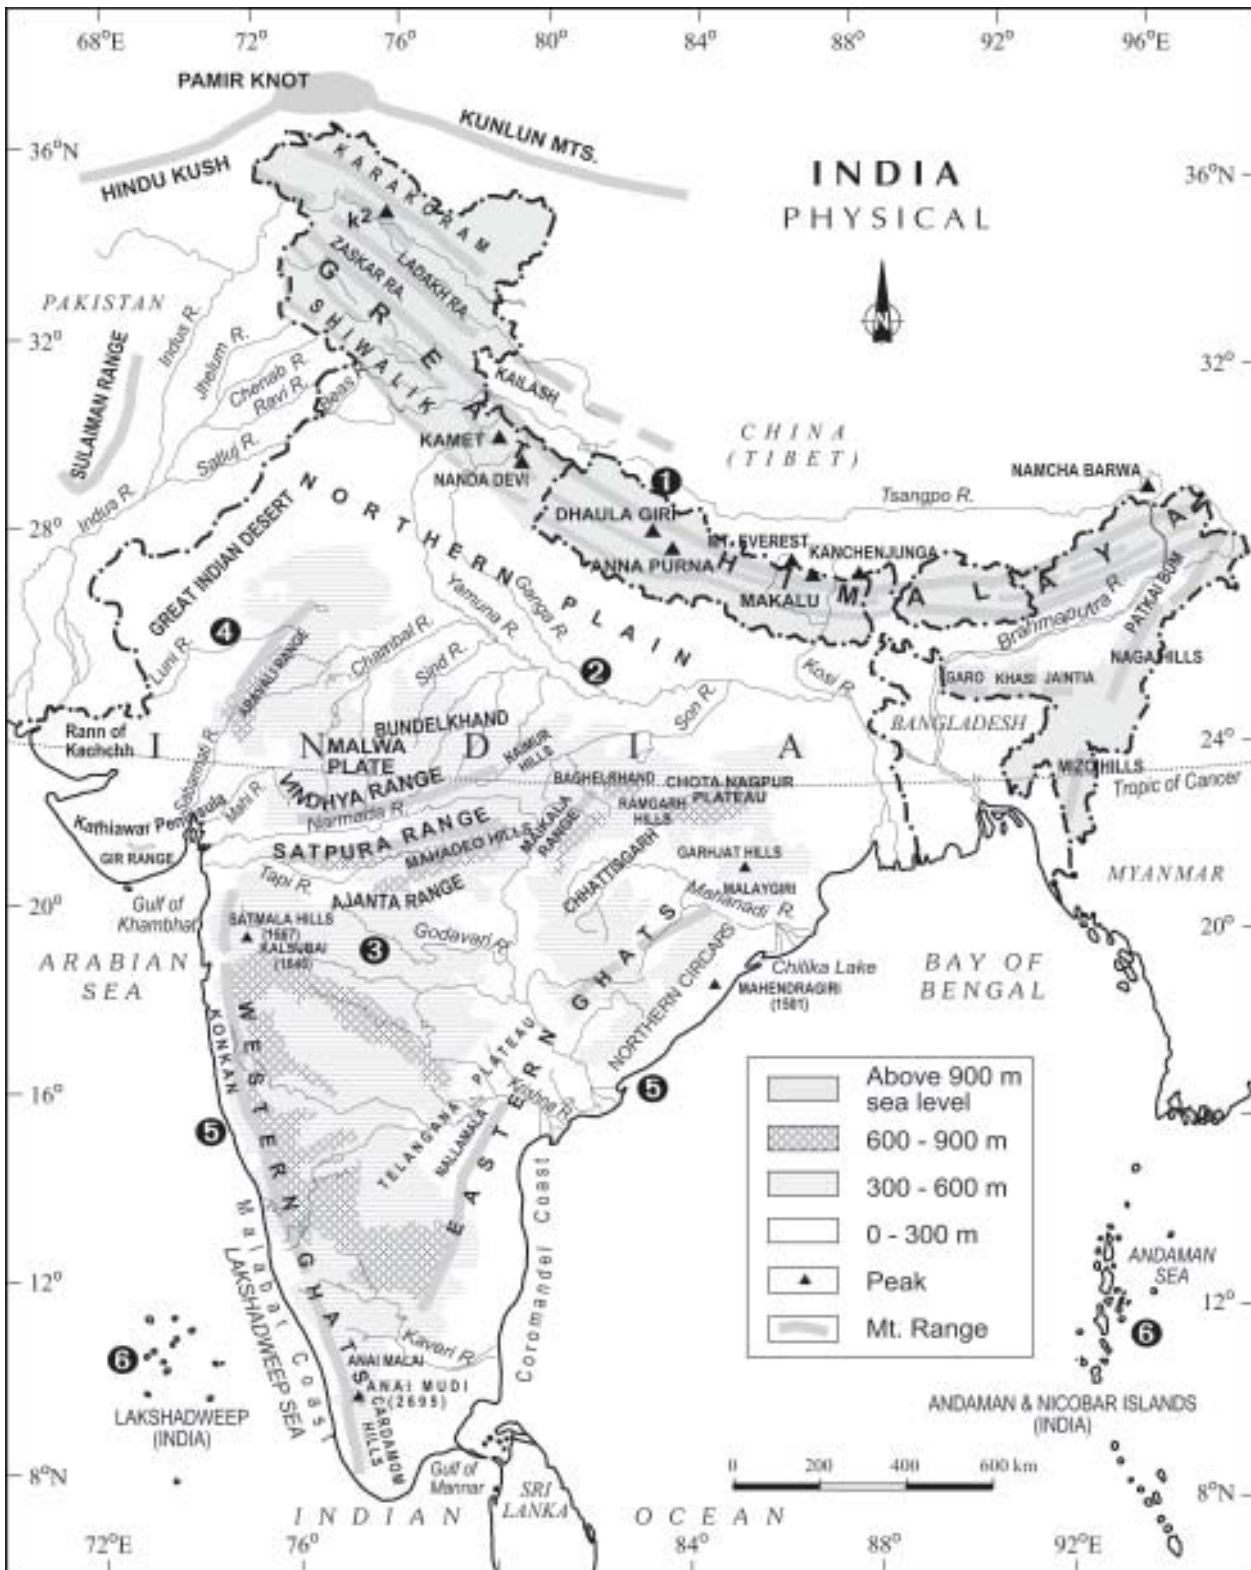 68°E 72° 76° 80° 84° 88° 92° 96°E
PAMIR KNOT
KUNLUN MTS.
HINDU KUSH
36°N
36°N
INDIA
PHYSICAL
N
KARAKORAM
k2
LADAKH RA.
ZASKAR RA.
GREAT HIMALAYA
SHIWALIK
KAILASH
PAKISTAN
SULAIMAN RANGE
Indus R.
Jhelum R.
Chenab R.
Ravi R.
Beas
Satluj R.
Indus R.
32°
32°
CHINA
(TIBET)
KAMET
NANDA DEVI
1
NAMCHA BARWA
Tsangpo R.
28°
28°
DHAULA GIRI
MT. EVEREST
KANCHENJUNGA
ANNA PURNA
MAKALU
NORTHERN PLAIN
GREAT INDIAN DESERT
4
Luni R.
ARAVALI RANGE
Yamuna R.
Ganga R.
2
Chambal R.
Sind R.
Kosi R.
Son R.
Brahmaputra R.
PATKAI BUM
NAGA HILLS
GARO KHASI JAINTIA
BANGLADESH
MIZO HILLS
24°
24°
Tropic of Cancer
Rann of
Kachchh
INDIA
BUNDELKHAND
MALWA
PLATE
KAIMUR
HILLS
VINDHYA RANGE
BAGHELKHAND
CHOTA NAGPUR
PLATEAU
RAMGARH
HILLS
Sabarmati R.
Mahi R.
Kathiawar Peninsula
GIR RANGE
Narmada R.
SATPURA RANGE
MAHADEO HILLS
MAIKALA
RANGE
CHHATTISGARH
GARHJAT HILLS
MALAYGIRI
Mahanadi R.
MYANMAR
Tapi R.
AJANTA RANGE
20°
20°
Gulf of
Khambhat
SATMALA HILLS
KALSUBAI
3
Godavari R.
ARABIAN
SEA
Chilika Lake
MAHENDRAGIRI
(1501)
BAY OF
BENGAL
NORTHERN CIRCARS
EASTERN GHATS
WESTERN GHATS
KONKAN
TELANGANA PLATEAU
NALLAMALA
Krishna R.
5
5
16°
Above 900 m
sea level
600 - 900 m
300 - 600 m
0 - 300 m
Peak
Mt. Range
Malabar Coast
LAKSHADWEEP SEA
Coromander Coast
12°
12°
ANDAMAN
SEA
6
6
Kaveri R.
ANAI MALAI
ANAI MUDI
(2695)
CARDAMOM
HILLS
LAKSHADWEEP
(INDIA)
ANDAMAN & NICOBAR ISLANDS
(INDIA)
Gulf of
Mannar
SRI
LANKA
0 200 400 600 km
8°N
8°N
INDIAN OCEAN
72°E 76° 84° 88° 92°E